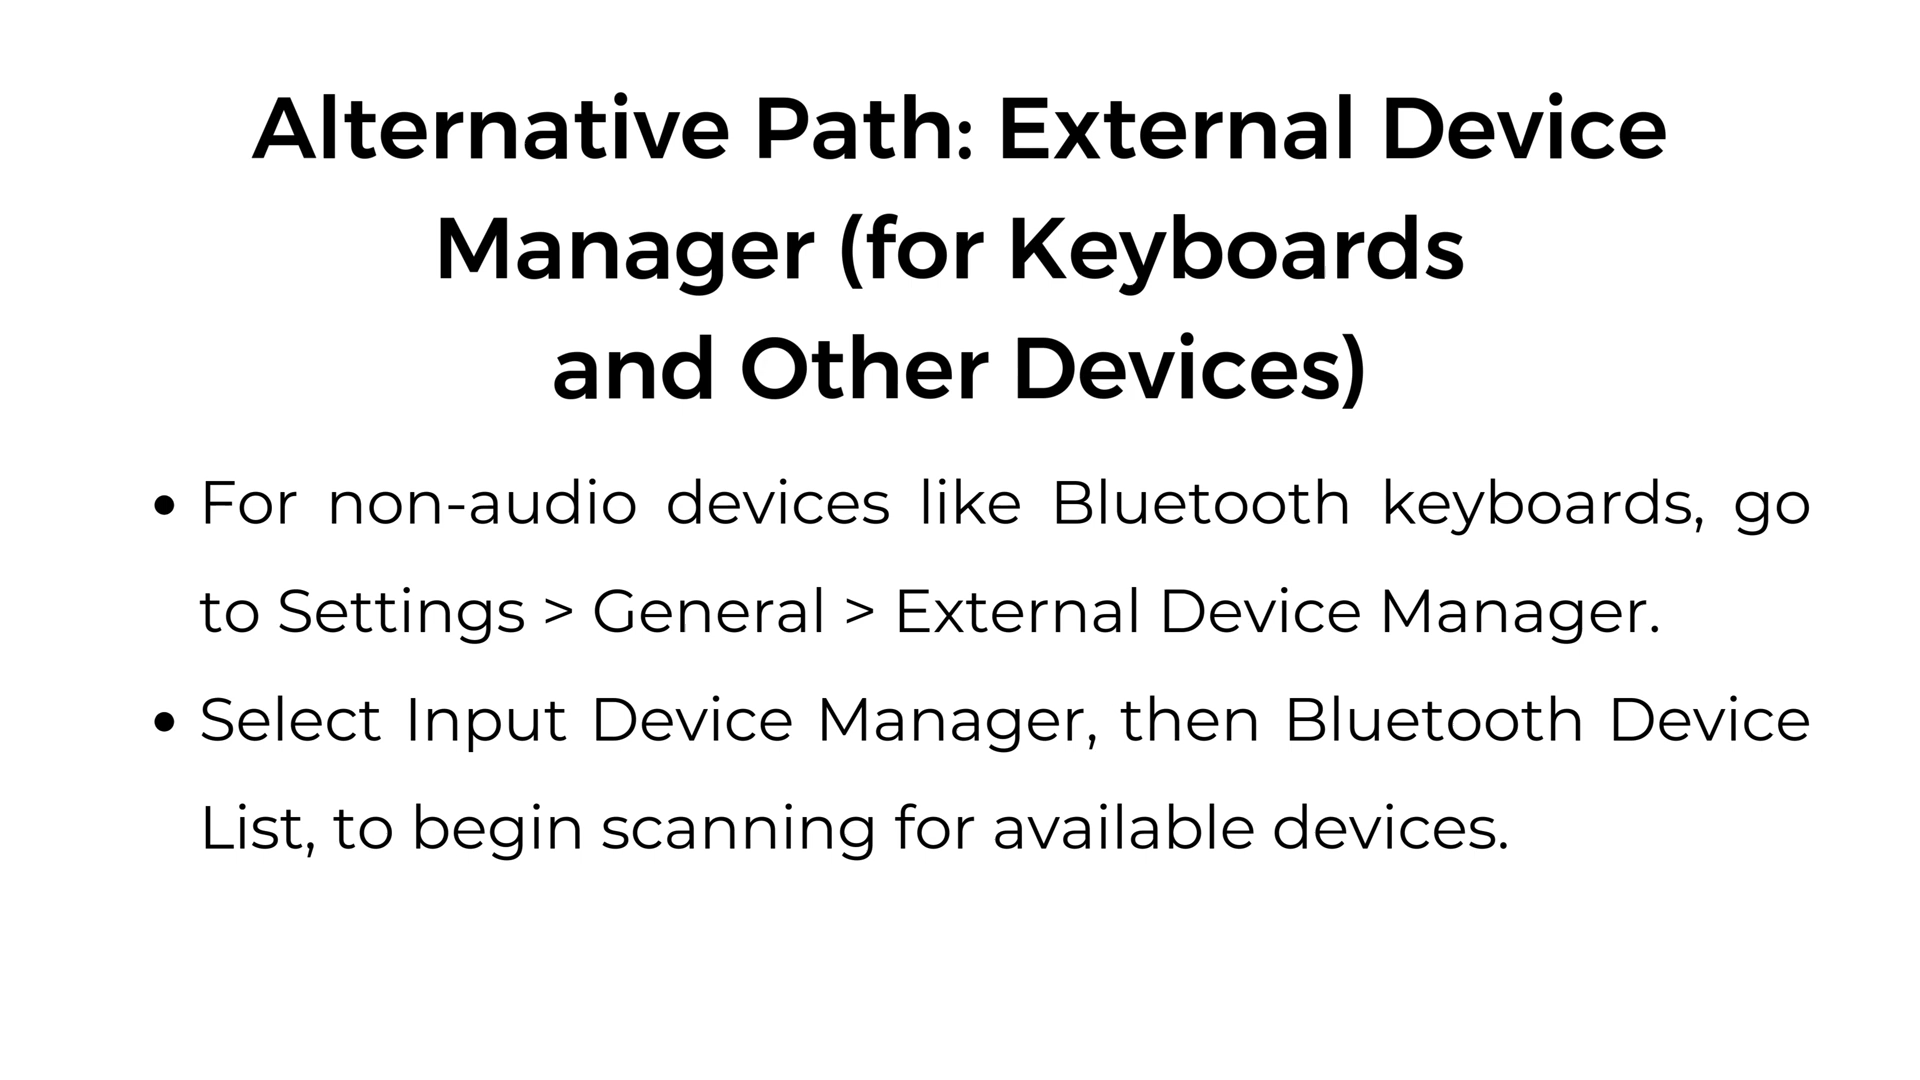 Alternative Path: External Device
Manager (for Keyboards
and Other Devices)
• For non-audio devices like Bluetooth keyboards, go
to Settings > General > External Device Manager.
• Select Input Device Manager, then Bluetooth Device
List, to begin scanning for available devices.